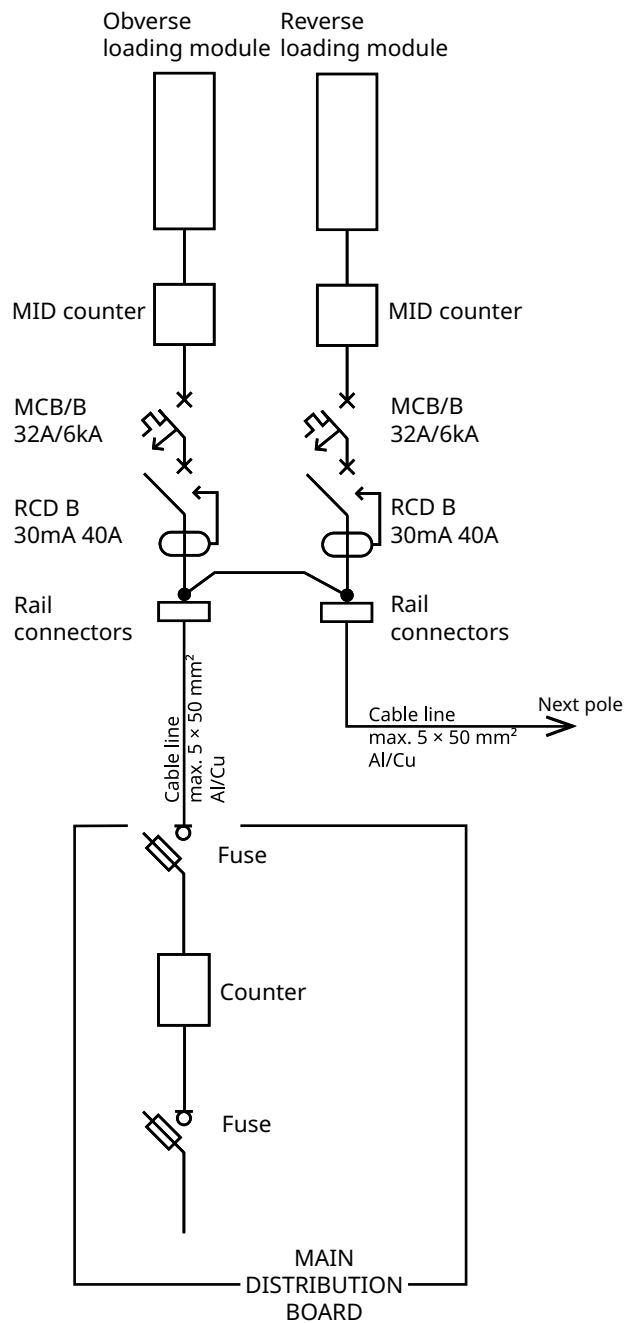 Obverse
loading module
Reverse
loading module
MID counter
MID counter
MCB/B
32A/6kA
MCB/B
32A/6kA
RCD B
30mA 40A
RCD B
30mA 40A
Rail
connectors
Rail
connectors
Cable line
max. 5 × 50 mm²
Al/Cu
Next pole
Cable line
max. 5 × 50 mm²
Al/Cu
Fuse
Counter
Fuse
MAIN
DISTRIBUTION
BOARD